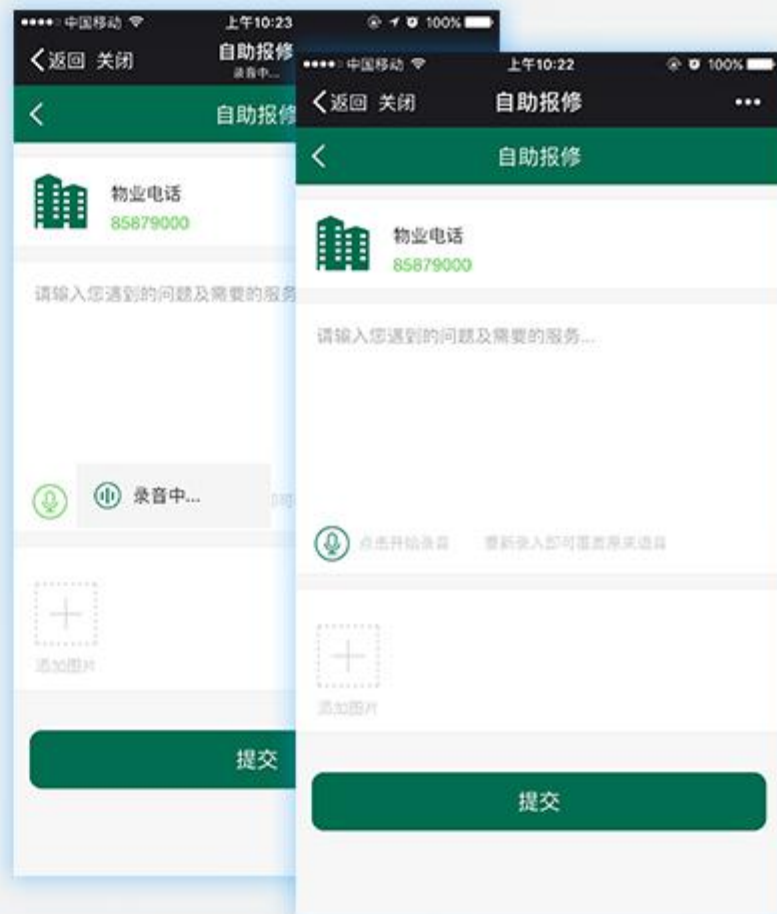 中国移动 上午10:23 100%
返回 关闭 自助报修
录音中...
自助报修
物业电话
85879000
请输入您遇到的问题及需要的服务
录音中...
添加图片
提交
中国移动 上午10:22 100%
返回 关闭 自助报修
自助报修
物业电话
85879000
请输入您遇到的问题及需要的服务...
点击开始录音 重新录入即可覆盖原来语音
添加图片
提交